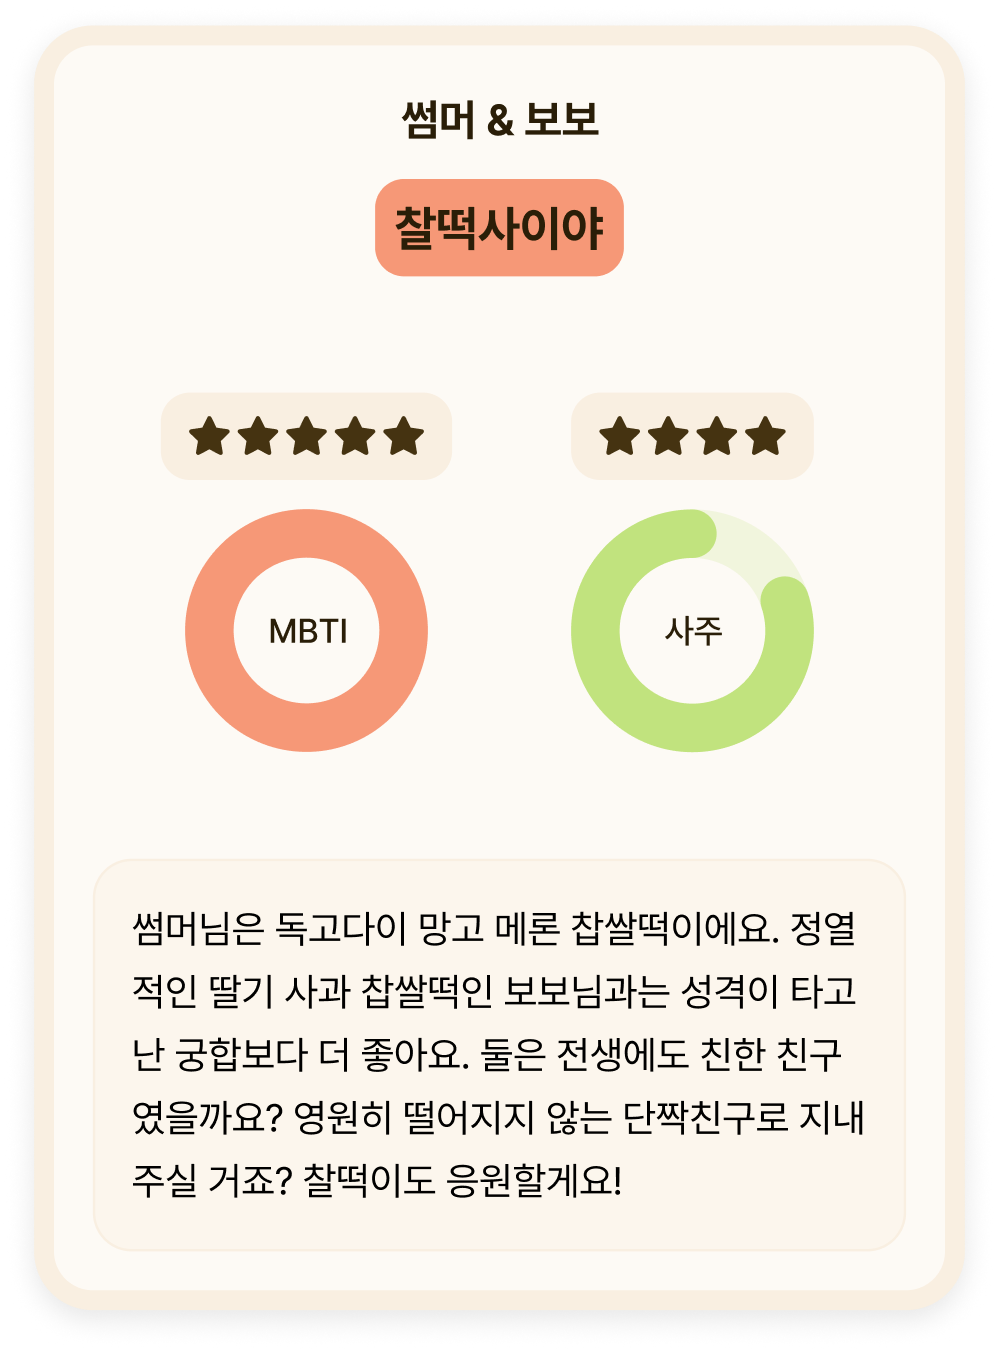 썸머 & 보보
찰떡사이야
★★★★★
★★★★
MBTI
사주
썸머님은 독고다이 망고 메론 찹쌀떡이에요. 정열
적인 딸기 사과 찹쌀떡인 보보님과는 성격이 타고
난 궁합보다 더 좋아요. 둘은 전생에도 친한 친구
였을까요? 영원히 떨어지지 않는 단짝친구로 지내
주실 거죠? 찰떡이도 응원할게요!